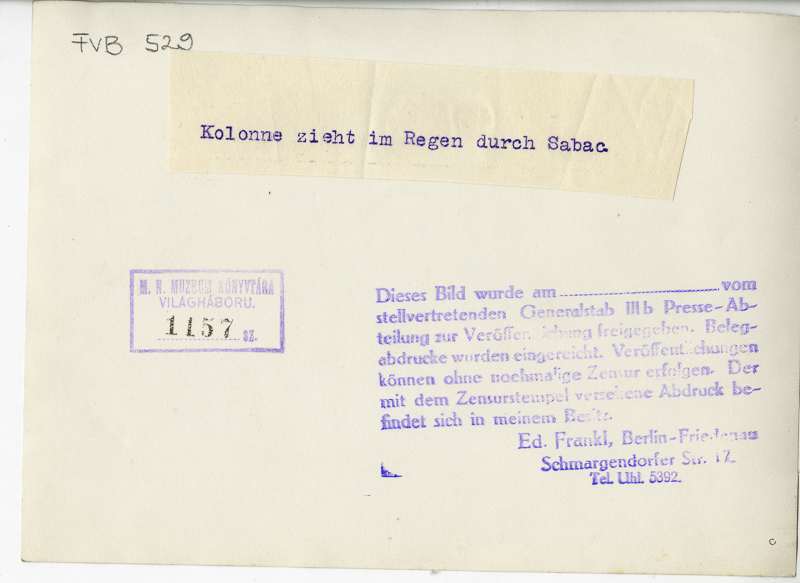 FVB 529
Kolonne zieht im Regen durch Sabac.
M. N. MUZEUM KÖNYVTÁRA
VILÁGHÁBORU.
1157 SZ.
Dieses Bild wurde am ........................ vom
stellvertretenden Generalstab IIIb Presse-Ab-
teilung zur Veröffentlichung freigegeben. Beleg-
abdrucke worden eingereicht. Veröffentlichungen
können ohne nochmalige Zensur erfolgen. Der
mit dem Zensurstempel versehene Abdruck be-
findet sich in meinem Besitz.
Ed. Frankl, Berlin-Friedenau
Schmargendorfer Str. 17.
Tel. Uhl. 5392.